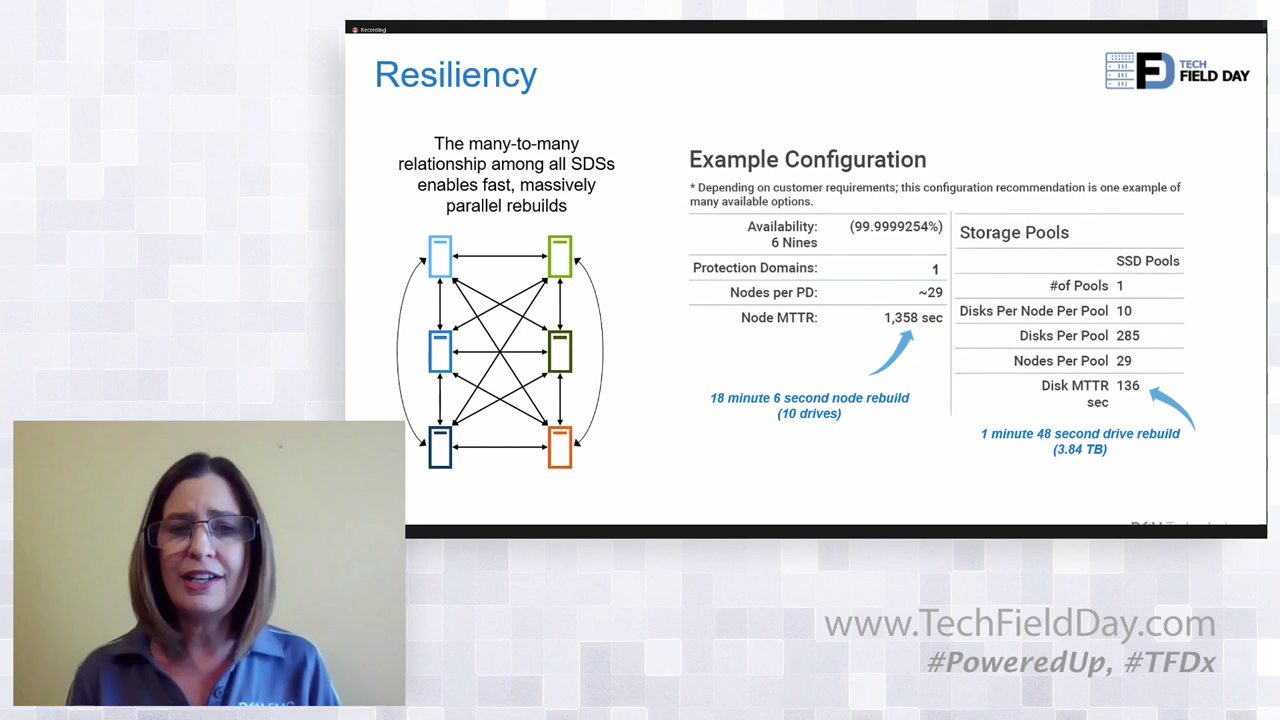 Recording
Resiliency
TECH
FIELD DAY
The many-to-many
relationship among all SDSs
enables fast, massively
parallel rebuilds
Example Configuration
* Depending on customer requirements; this configuration recommendation is one example of
many available options.
Availability: (99.9999254%)
6 Nines
Protection Domains: 1
Nodes per PD: ~29
Node MTTR: 1,358 sec
18 minute 6 second node rebuild
(10 drives)
Storage Pools
SSD Pools
#of Pools 1
Disks Per Node Per Pool 10
Disks Per Pool 285
Nodes Per Pool 29
Disk MTTR 136
sec
1 minute 48 second drive rebuild
(3.84 TB)
www.TechFieldDay.com
#PoweredUp, #TFDx